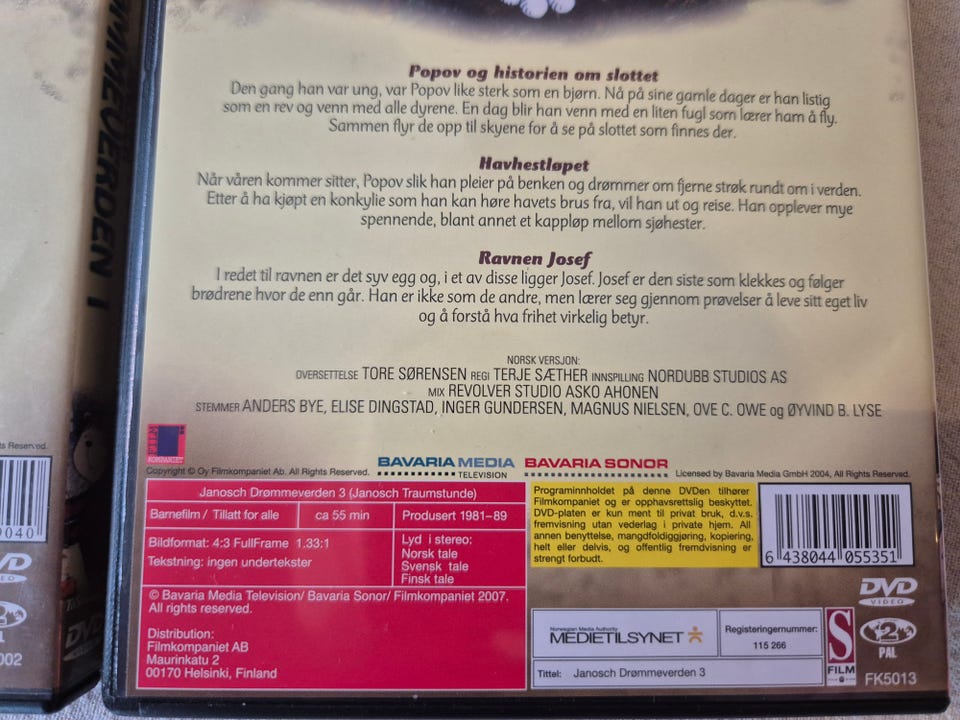 MMEVERDEN 1
Popov og historien om slottet
Den gang han var ung, var Popov like sterk som en bjørn. Nå på sine gamle dager er han listig
som en rev og venn med alle dyrene. En dag blir han venn med en liten fugl som lærer ham å fly.
Sammen flyr de opp til skyene for å se på slottet som finnes der.
Havhestløpet
Når våren kommer sitter, Popov slik han pleier på benken og drømmer om fjerne strøk rundt om i verden.
Etter å ha kjøpt en konkylie som han kan høre havets brus fra, vil han ut og reise. Han opplever mye
spennende, blant annet et kappløp mellom sjøhester.
Ravnen Josef
I redet til ravnen er det syv egg og, i et av disse ligger Josef. Josef er den siste som klekkes og følger
brødrene hvor de enn går. Han er ikke som de andre, men lærer seg gjennom prøvelser å leve sitt eget liv
og å forstå hva frihet virkelig betyr.
NORSK VERSJON:
OVERSETTELSE TORE SØRENSEN REGI TERJE SÆTHER INNSPILLING NORDUBB STUDIOS AS
MIX REVOLVER STUDIO ASKO AHONEN
STEMMER ANDERS BYE, ELISE DINGSTAD, INGER GUNDERSEN, MAGNUS NIELSEN, OVE C. OWE og ØYVIND B. LYSE
ts Reserved.
Copyright © Oy Filmkompaniet Ab. All Rights Reserved.
BAVARIA MEDIA
TELEVISION
BAVARIA SONOR
Licensed by Bavaria Media GmbH 2004, All Rights Reserved.
Janosch Drømmeverden 3 (Janosch Traumstunde)
Barnefilm / Tillatt for alle
ca 55 min
Produsert 1981-89
Bildformat: 4:3 FullFrame 1.33:1
Tekstning: ingen undertekster
Lyd i stereo:
Norsk tale
Svensk tale
Finsk tale
© Bavaria Media Television/ Bavaria Sonor/ Filmkompaniet 2007.
All rights reserved.
Distribution:
Filmkompaniet AB
Maurinkatu 2
00170 Helsinki, Finland
Programinnholdet på denne DVDen tilhører
Filmkompaniet og er opphavsrettslig beskyttet.
DVD-platen er kun ment til privat bruk, d.v.s.
fremvisning utan vederlag i private hjem. All
annen benyttelse, mangdfoldiggjøring, kopiering,
helt eller delvis, og offentlig fremdvisning er
strengt forbudt.
6 438044 055351
Norwegian Media Authority
MEDIETILSYNET
Registeringernummer:
115 266
Tittel: Janosch Drømmeverden 3
S
FILM
DVD
VIDEO
2
PAL
FK5013
0040
002